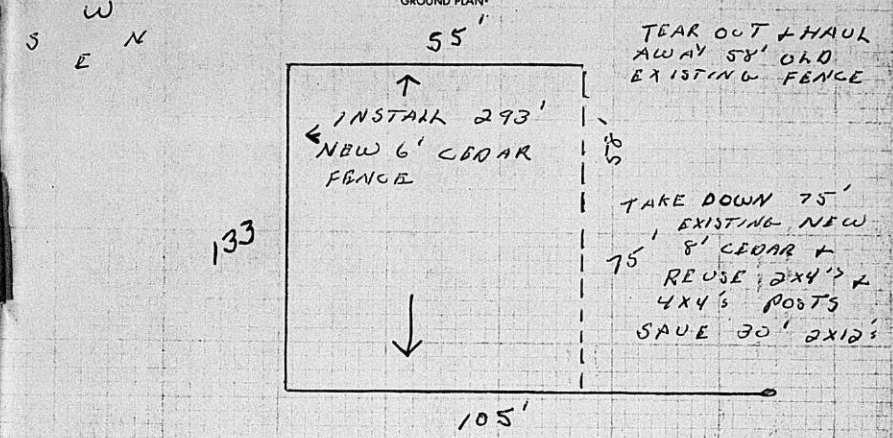 GROUND PLAN
W
S N
E
55'
TEAR OUT & HAUL
AWAY 58' OLD
EXISTING FENCE
INSTALL 293'
NEW 6' CEDAR
FENCE
58'
133
TAKE DOWN 75'
EXISTING NEW
8' CEDAR &
REUSE 2X4'S &
4X4'S POSTS
SAVE 30' 2X12's
75'
105'